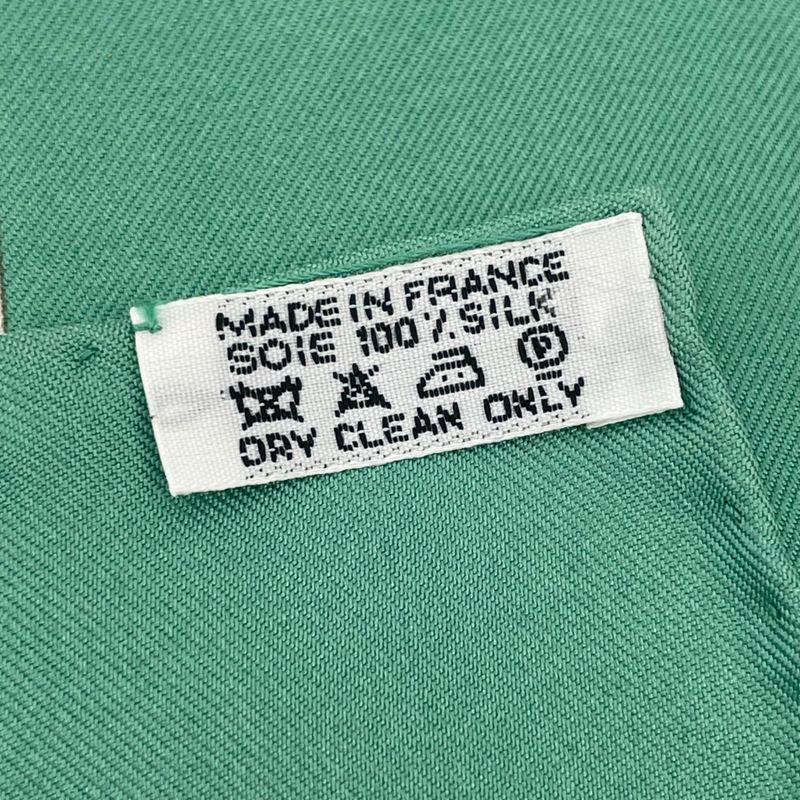 MADE IN FRANCE
SOIE 100% SILK
P
DRY CLEAN ONLY